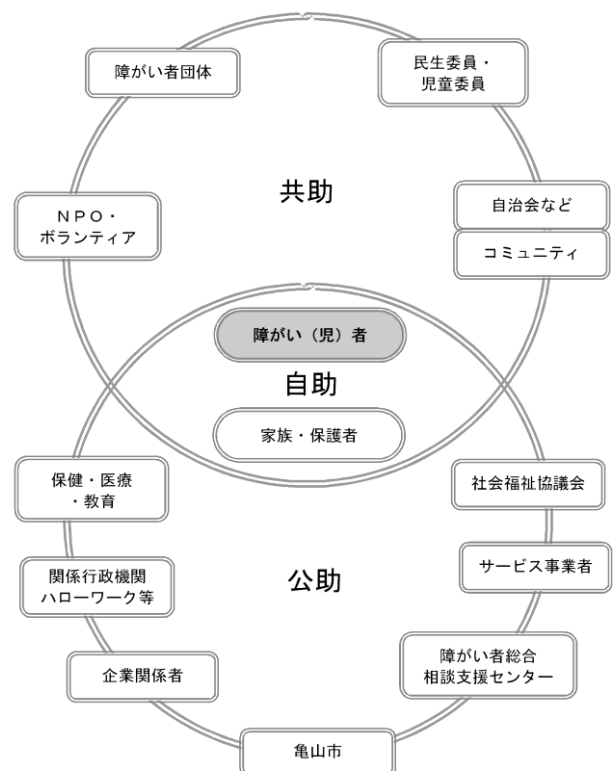 障がい者団体
民生委員・
児童委員
共助
NPO・
ボランティア
自治会など
コミュニティ
障がい（児）者
自助
家族・保護者
保健・医療
・教育
社会福祉協議会
関係行政機関
ハローワーク等
公助
サービス事業者
企業関係者
障がい者総合
相談支援センター
亀山市